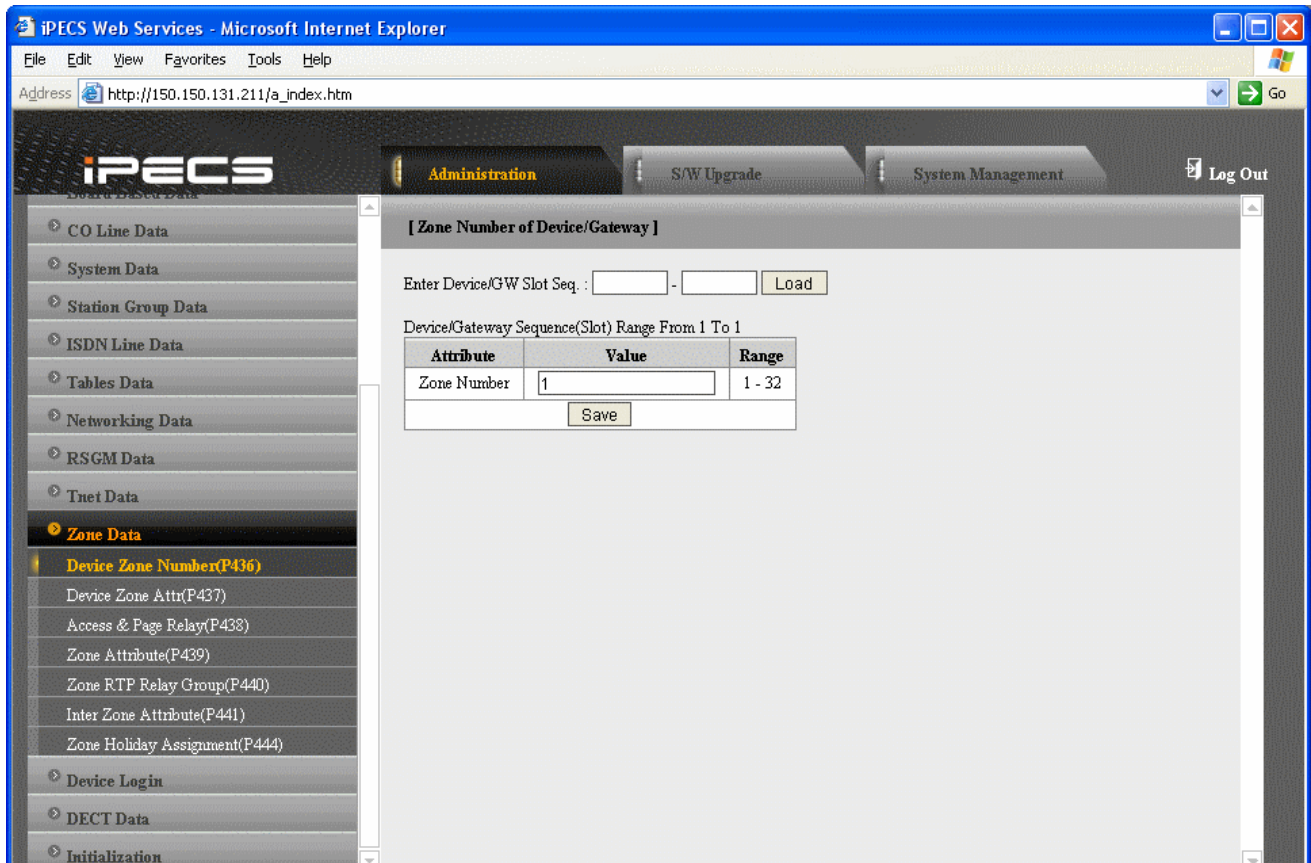 iPECS Web Services - Microsoft Internet Explorer
File Edit View Favorites Tools Help
Address http://150.150.131.211/a_index.htm Go
iPECS
Administration
S/W Upgrade
System Management
Log Out
Board Based Data
CO Line Data
System Data
Station Group Data
ISDN Line Data
Tables Data
Networking Data
RSGM Data
Tnet Data
Zone Data
Device Zone Number(P436)
Device Zone Attr(P437)
Access & Page Relay(P438)
Zone Attribute(P439)
Zone RTP Relay Group(P440)
Inter Zone Attribute(P441)
Zone Holiday Assignment(P444)
Device Login
DECT Data
Initialization
[ Zone Number of Device/Gateway ]
Enter Device/GW Slot Seq. : - Load
Device/Gateway Sequence(Slot) Range From 1 To 1
Attribute Value Range
Zone Number 1 1 - 32
Save